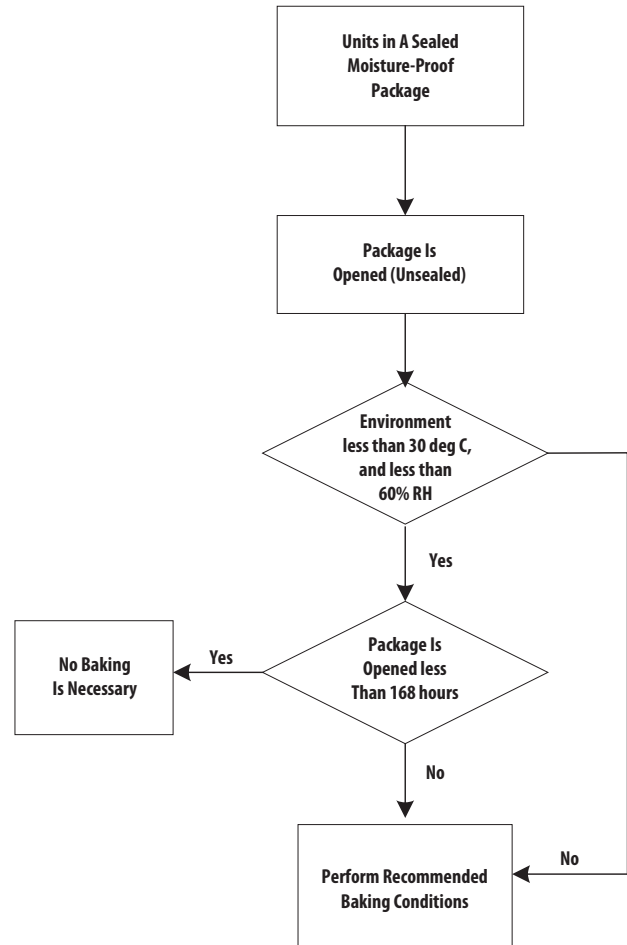 Units in A Sealed
Moisture-Proof
Package
Package Is
Opened (Unsealed)
Environment
less than 30 deg C,
and less than
60% RH
Yes
No Baking
Is Necessary
Yes
Package Is
Opened less
Than 168 hours
No
Perform Recommended
Baking Conditions
No